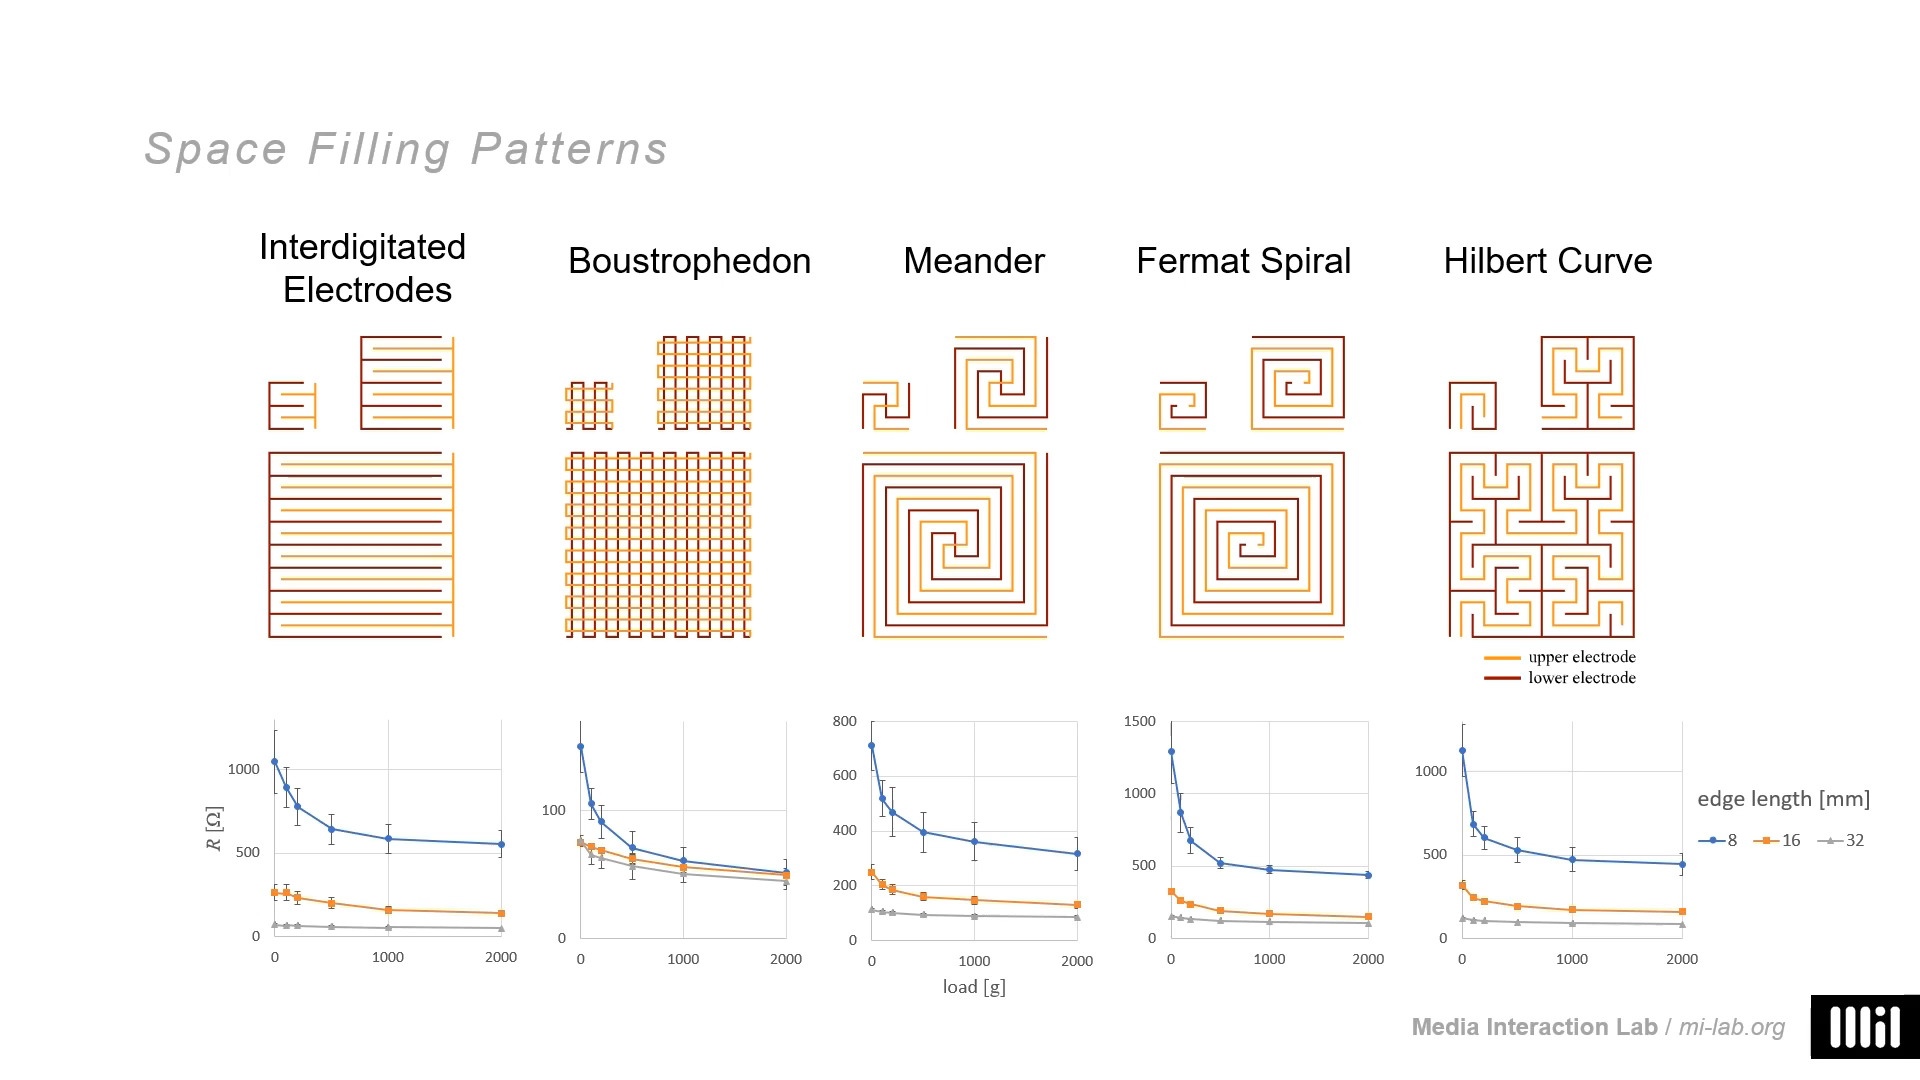 Space Filling Patterns
Interdigitated
Electrodes
Boustrophedon
Meander
Fermat Spiral
Hilbert Curve
upper electrode
lower electrode
R [Ω]
1000
500
0
0 1000 2000
100
0
0 1000 2000
800
600
400
200
0
0 1000 2000
load [g]
1500
1000
500
0
0 1000 2000
1000
500
0
0 1000 2000
edge length [mm]
8 16 32
Media Interaction Lab / mi-lab.org